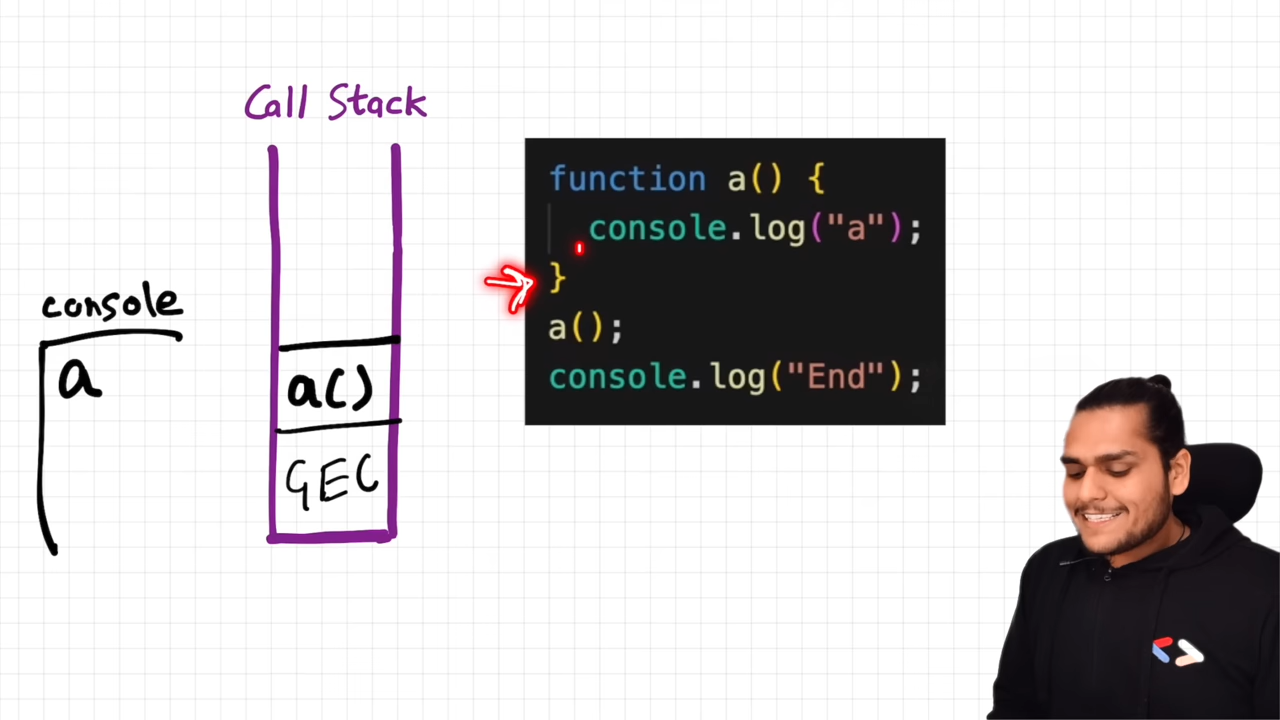 Call Stack
console
a
a()
GEC
function a() {
console.log("a");
}
a();
console.log("End");